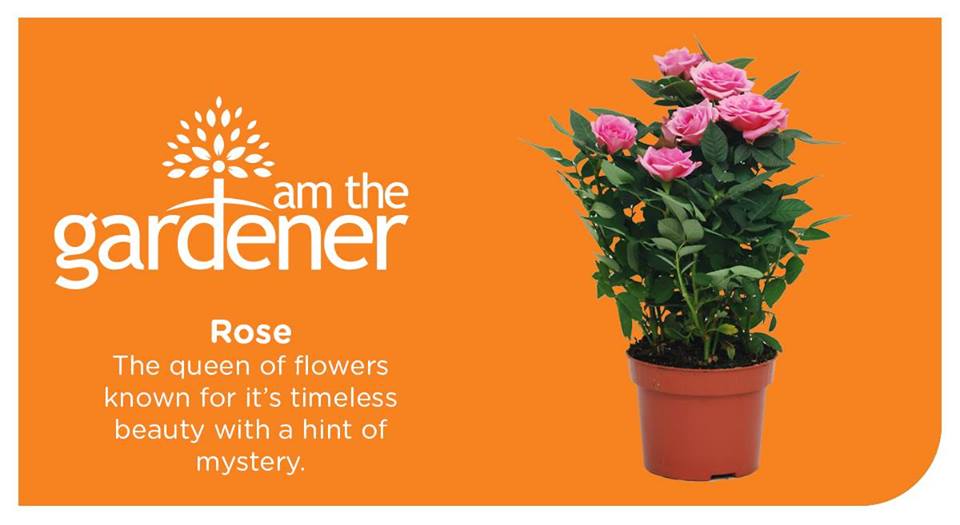 am the
gardener
Rose
The queen of flowers
known for it's timeless
beauty with a hint of
mystery.